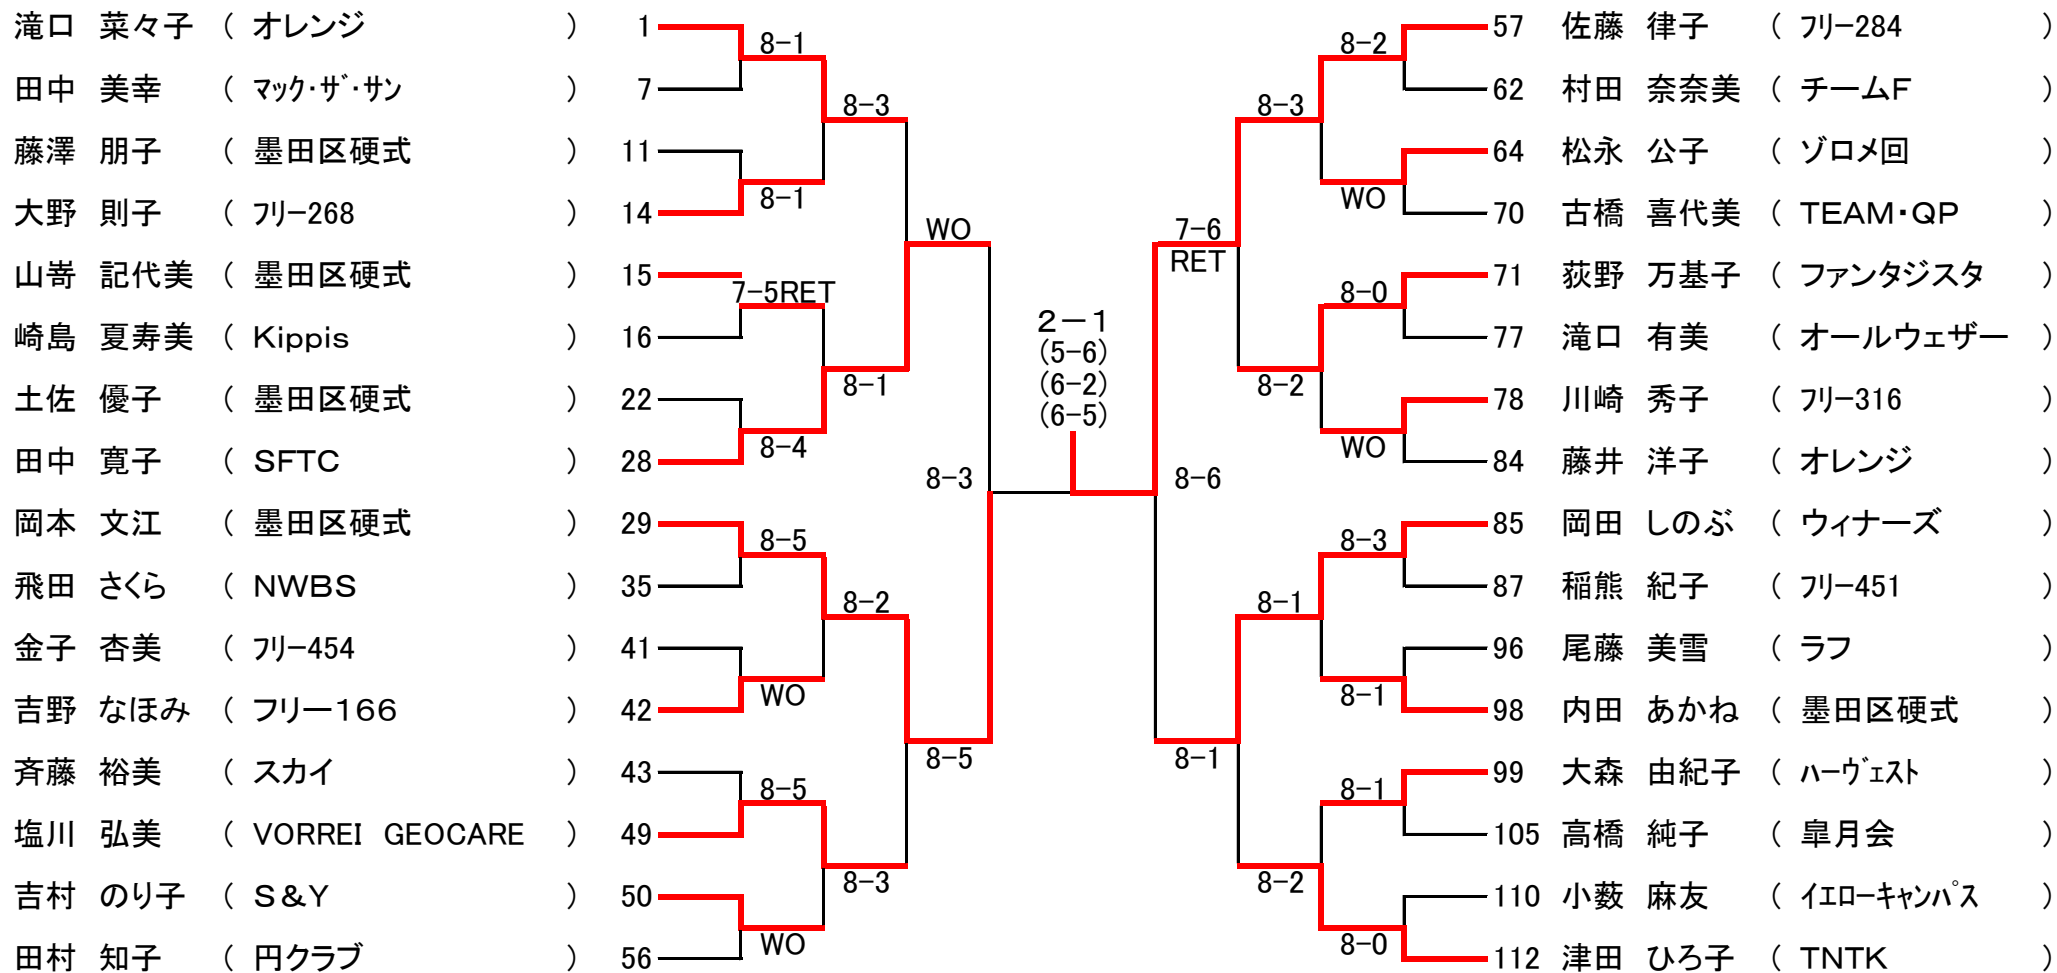 滝口 菜々子 ( オレンジ ) 1
田中 美幸 ( マック・ザ・サン ) 7
藤澤 朋子 ( 墨田区硬式 ) 11
大野 則子 ( フリー268 ) 14
山嵜 記代美 ( 墨田区硬式 ) 15
崎島 夏寿美 ( Kippis ) 16
土佐 優子 ( 墨田区硬式 ) 22
田中 寛子 ( SFTC ) 28
岡本 文江 ( 墨田区硬式 ) 29
飛田 さくら ( NWBS ) 35
金子 杏美 ( フリー454 ) 41
吉野 なほみ ( フリー166 ) 42
斉藤 裕美 ( スカイ ) 43
塩川 弘美 ( VORREI GEOCARE ) 49
吉村 のり子 ( S&Y ) 50
田村 知子 ( 円クラブ ) 56
8-1
8-1
7-5RET
8-4
8-5
WO
8-5
WO
8-3
8-1
8-2
8-3
WO
8-5
8-3
2-1
(5-6)
(6-2)
(6-5)
8-6
7-6
RET
8-1
8-3
8-2
8-1
8-2
8-2
WO
8-0
WO
8-3
8-1
8-1
8-0
57 佐藤 律子 ( フリー284 )
62 村田 奈奈美 ( チームF )
64 松永 公子 ( ゾロメ回 )
70 古橋 喜代美 ( TEAM・QP )
71 荻野 万基子 ( ファンタジスタ )
77 滝口 有美 ( オールウェザー )
78 川崎 秀子 ( フリー316 )
84 藤井 洋子 ( オレンジ )
85 岡田 しのぶ ( ウィナーズ )
87 稲熊 紀子 ( フリー451 )
96 尾藤 美雪 ( ラフ )
98 内田 あかね ( 墨田区硬式 )
99 大森 由紀子 ( ハーヴェスト )
105 高橋 純子 ( 皐月会 )
110 小薮 麻友 ( イエローキャンパス )
112 津田 ひろ子 ( TNTK )